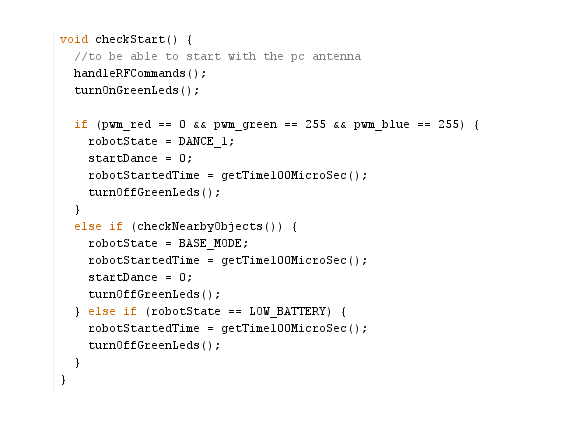 void checkStart() {
  //to be able to start with the pc antenna
  handleRFCommands();
  turnOnGreenLeds();

  if (pwm_red == 0 && pwm_green == 255 && pwm_blue == 255) {
    robotState = DANCE_1;
    startDance = 0;
    robotStartedTime = getTime100MicroSec();
    turnOffGreenLeds();
  }
  else if (checkNearbyObjects()) {
    robotState = BASE_MODE;
    robotStartedTime = getTime100MicroSec();
    startDance = 0;
    turnOffGreenLeds();
  } else if (robotState == LOW_BATTERY) {
    robotStartedTime = getTime100MicroSec();
    turnOffGreenLeds();
  }
}